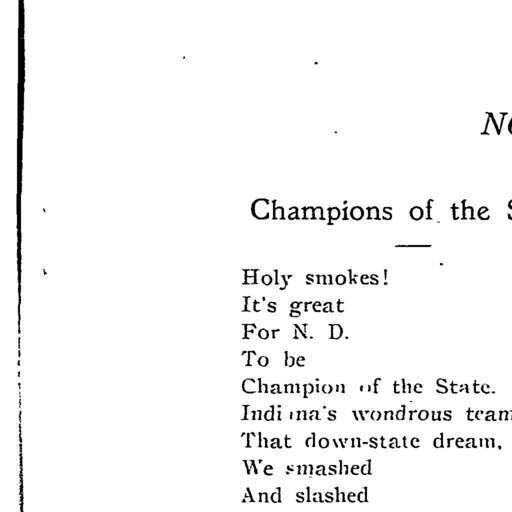 Champions of the
Holy smokes!
It's great
For N. D.
To be
Champion of the State.
Indiana's wondrous team
That down-state dream,
We smashed
And slashed